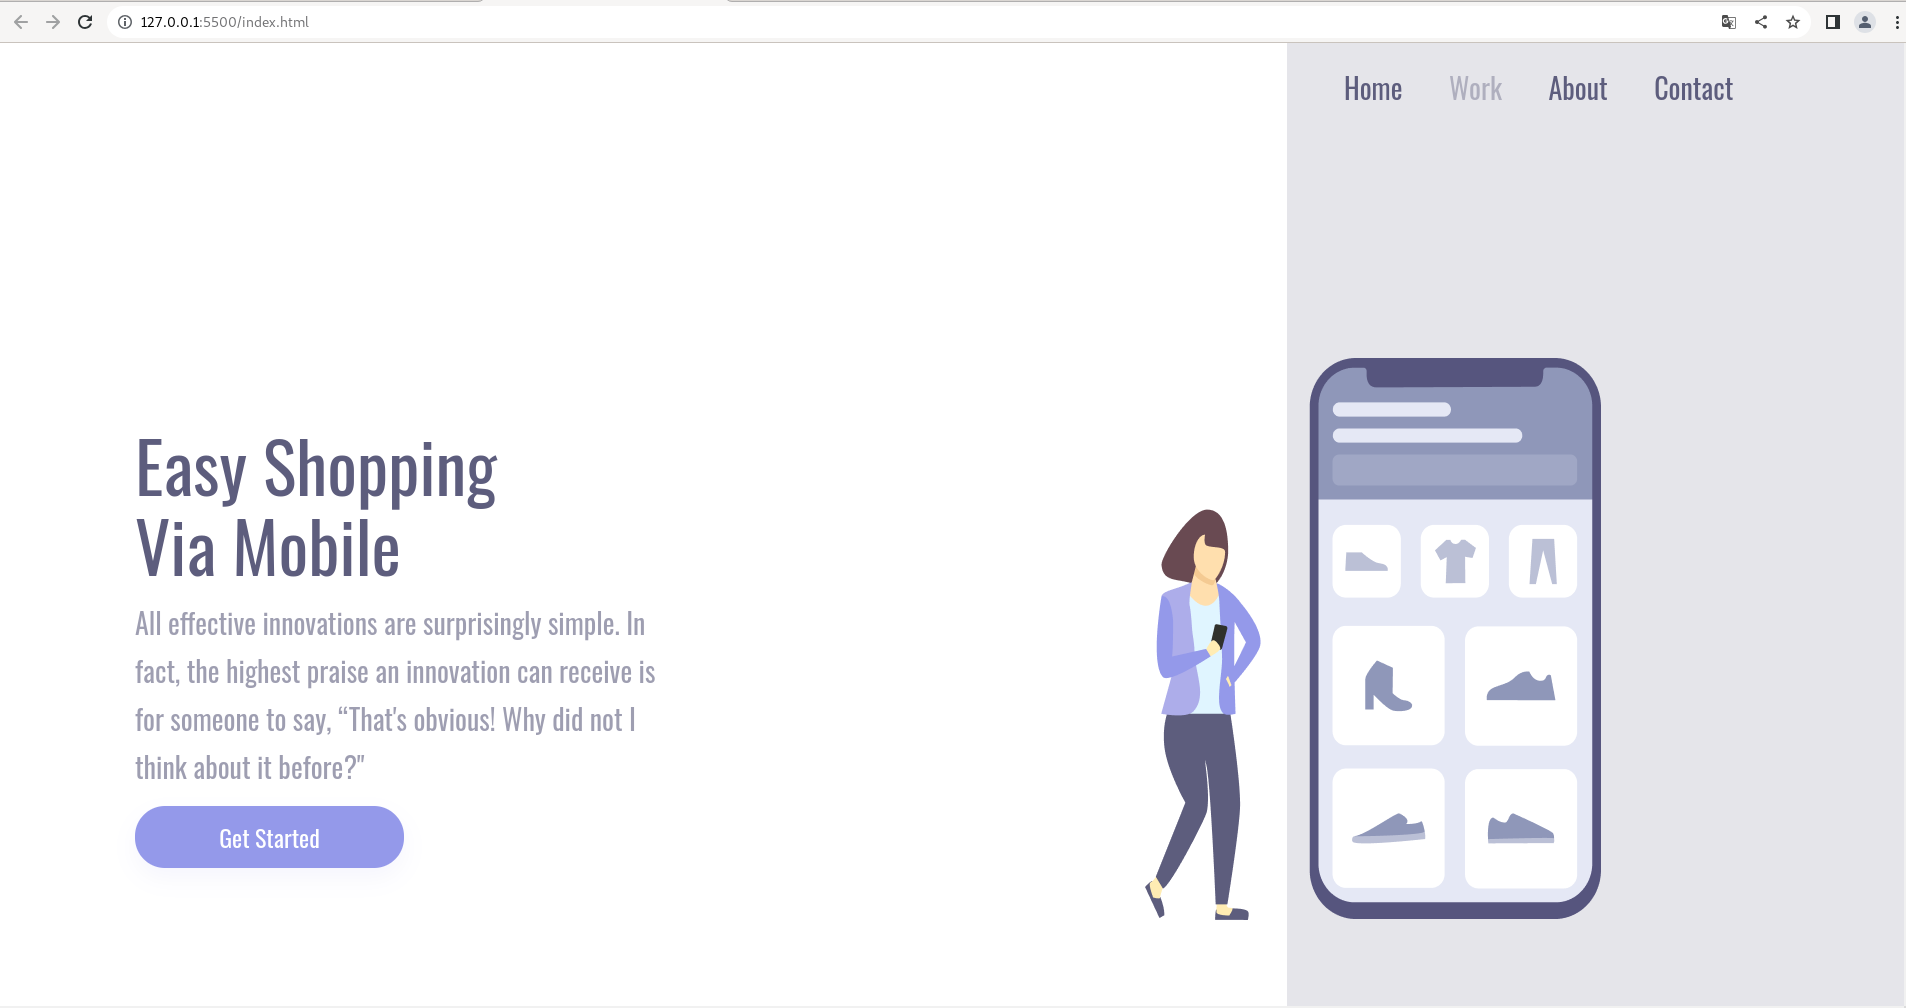 127.0.0.1:5500/index.html
Home Work About Contact
Easy Shopping
Via Mobile
All effective innovations are surprisingly simple. In
fact, the highest praise an innovation can receive is
for someone to say, “That's obvious! Why did not I
think about it before?"
Get Started